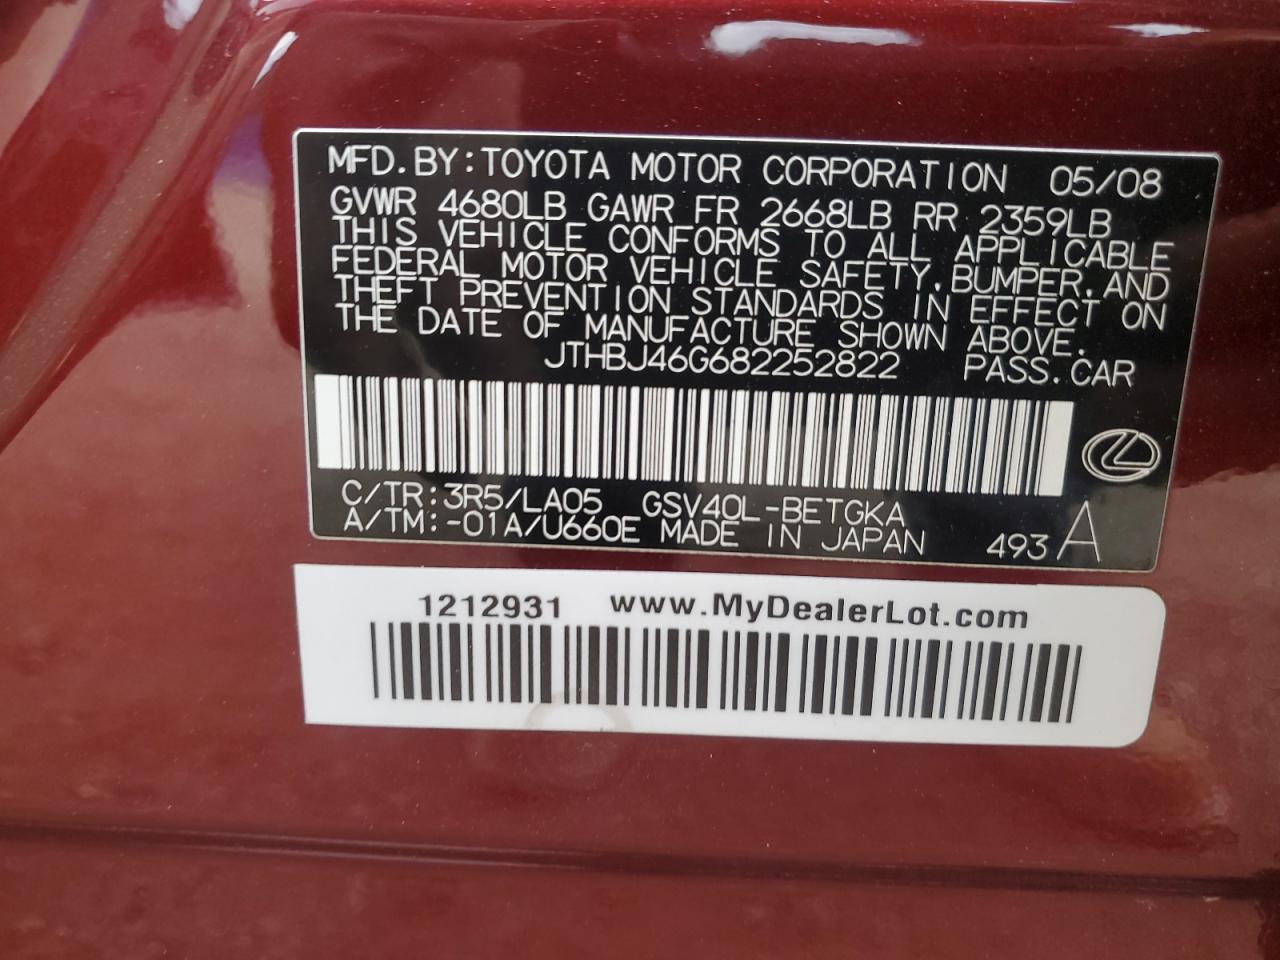 MFD.BY:TOYOTA MOTOR CORPORATION 05/08
GVWR 4680LB GAWR FR 2668LB RR 2359LB
THIS VEHICLE CONFORMS TO ALL APPLICABLE
FEDERAL MOTOR VEHICLE SAFETY,BUMPER,AND
THEFT PREVENTION STANDARDS IN EFFECT ON
THE DATE OF MANUFACTURE SHOWN ABOVE.
JTHBJ46G682252822 PASS.CAR
C/TR:3R5/LA05 GSV40L-BETGKA
A/TM:-01A/U660E MADE IN JAPAN 493 A
1212931 www.MyDealerLot.com